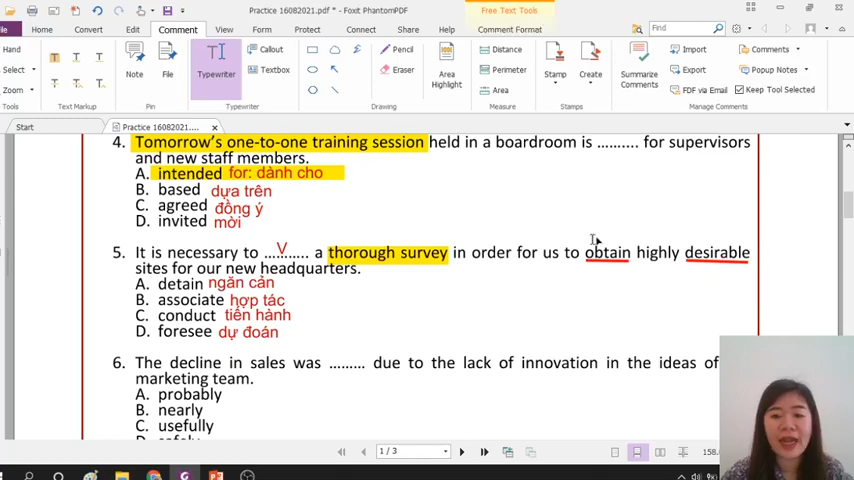 Practice 16082021.pdf * - Foxit PhantomPDF
Free Text Tools
File Home Convert Edit Organize Comment View Form Protect Share Help Comment Format Find
Hand
Select
Zoom
Tools
Text Markup
Note
File
Pin
Typewriter
Callout
Textbox
Typewriter
Pencil
Eraser
Drawing
Area
Highlight
Distance
Perimeter
Area
Measure
Stamp
Create
Stamps
Summarize
Comments
Import
Export
FDF via Email
Comments
Popup Notes
Keep Tool Selected
Manage Comments
Start Practice 16082021....
4. Tomorrow's one-to-one training session held in a boardroom is .......... for supervisors
and new staff members.
A. intended for: dành cho
B. based dựa trên
C. agreed đồng ý
D. invited mời
5. It is necessary to ...V....... a thorough survey in order for us to obtain highly desirable
sites for our new headquarters.
A. detain ngăn cản
B. associate hợp tác
C. conduct tiến hành
D. foresee dự đoán
6. The decline in sales was ......... due to the lack of innovation in the ideas of
marketing team.
A. probably
B. nearly
C. usefully
D. safely
1 / 3
158.